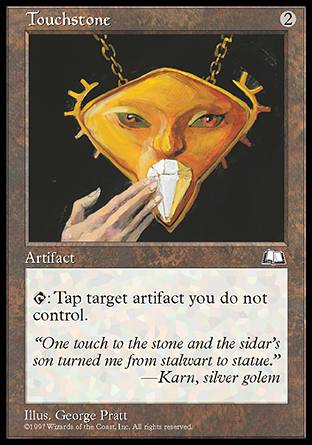 Touchstone 2
Artifact
: Tap target artifact you do not
control.
“One touch to the stone and the sidar’s
son turned me from stalwart to statue.”
—Karn, silver golem
Illus. George Pratt
©1997 Wizards of the Coast, Inc. All rights reserved.